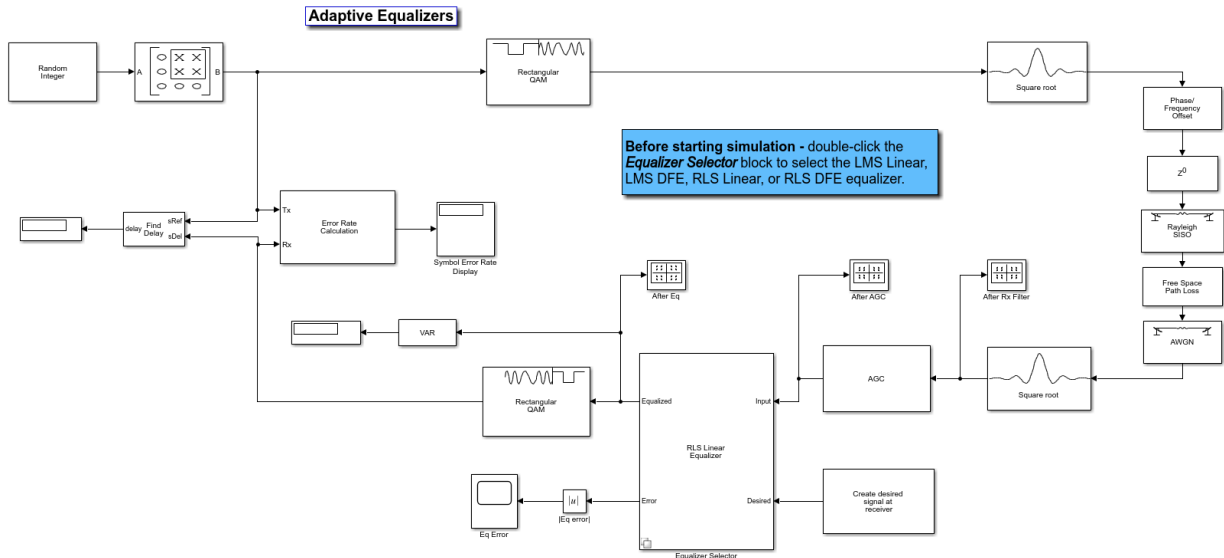 Adaptive Equalizers
Random
Integer
A
B
Rectangular
QAM
Square root
Phase/
Frequency
Offset
Before starting simulation - double-click the
Equalizer Selector block to select the LMS Linear,
LMS DFE, RLS Linear, or RLS DFE equalizer.
Z⁰
delay
Find
Delay
sRef
sDel
Tx
Rx
Error Rate
Calculation
Symbol Error Rate
Display
Rayleigh
SISO
After Eq
After AGC
After Rx Filter
Free Space
Path Loss
VAR
AWGN
Rectangular
QAM
Equalized
Input
AGC
Square root
RLS Linear
Equalizer
Error
Desired
Create desired
signal at
receiver
|u|
Eq Error
|Eq error|
Equalizer Selector